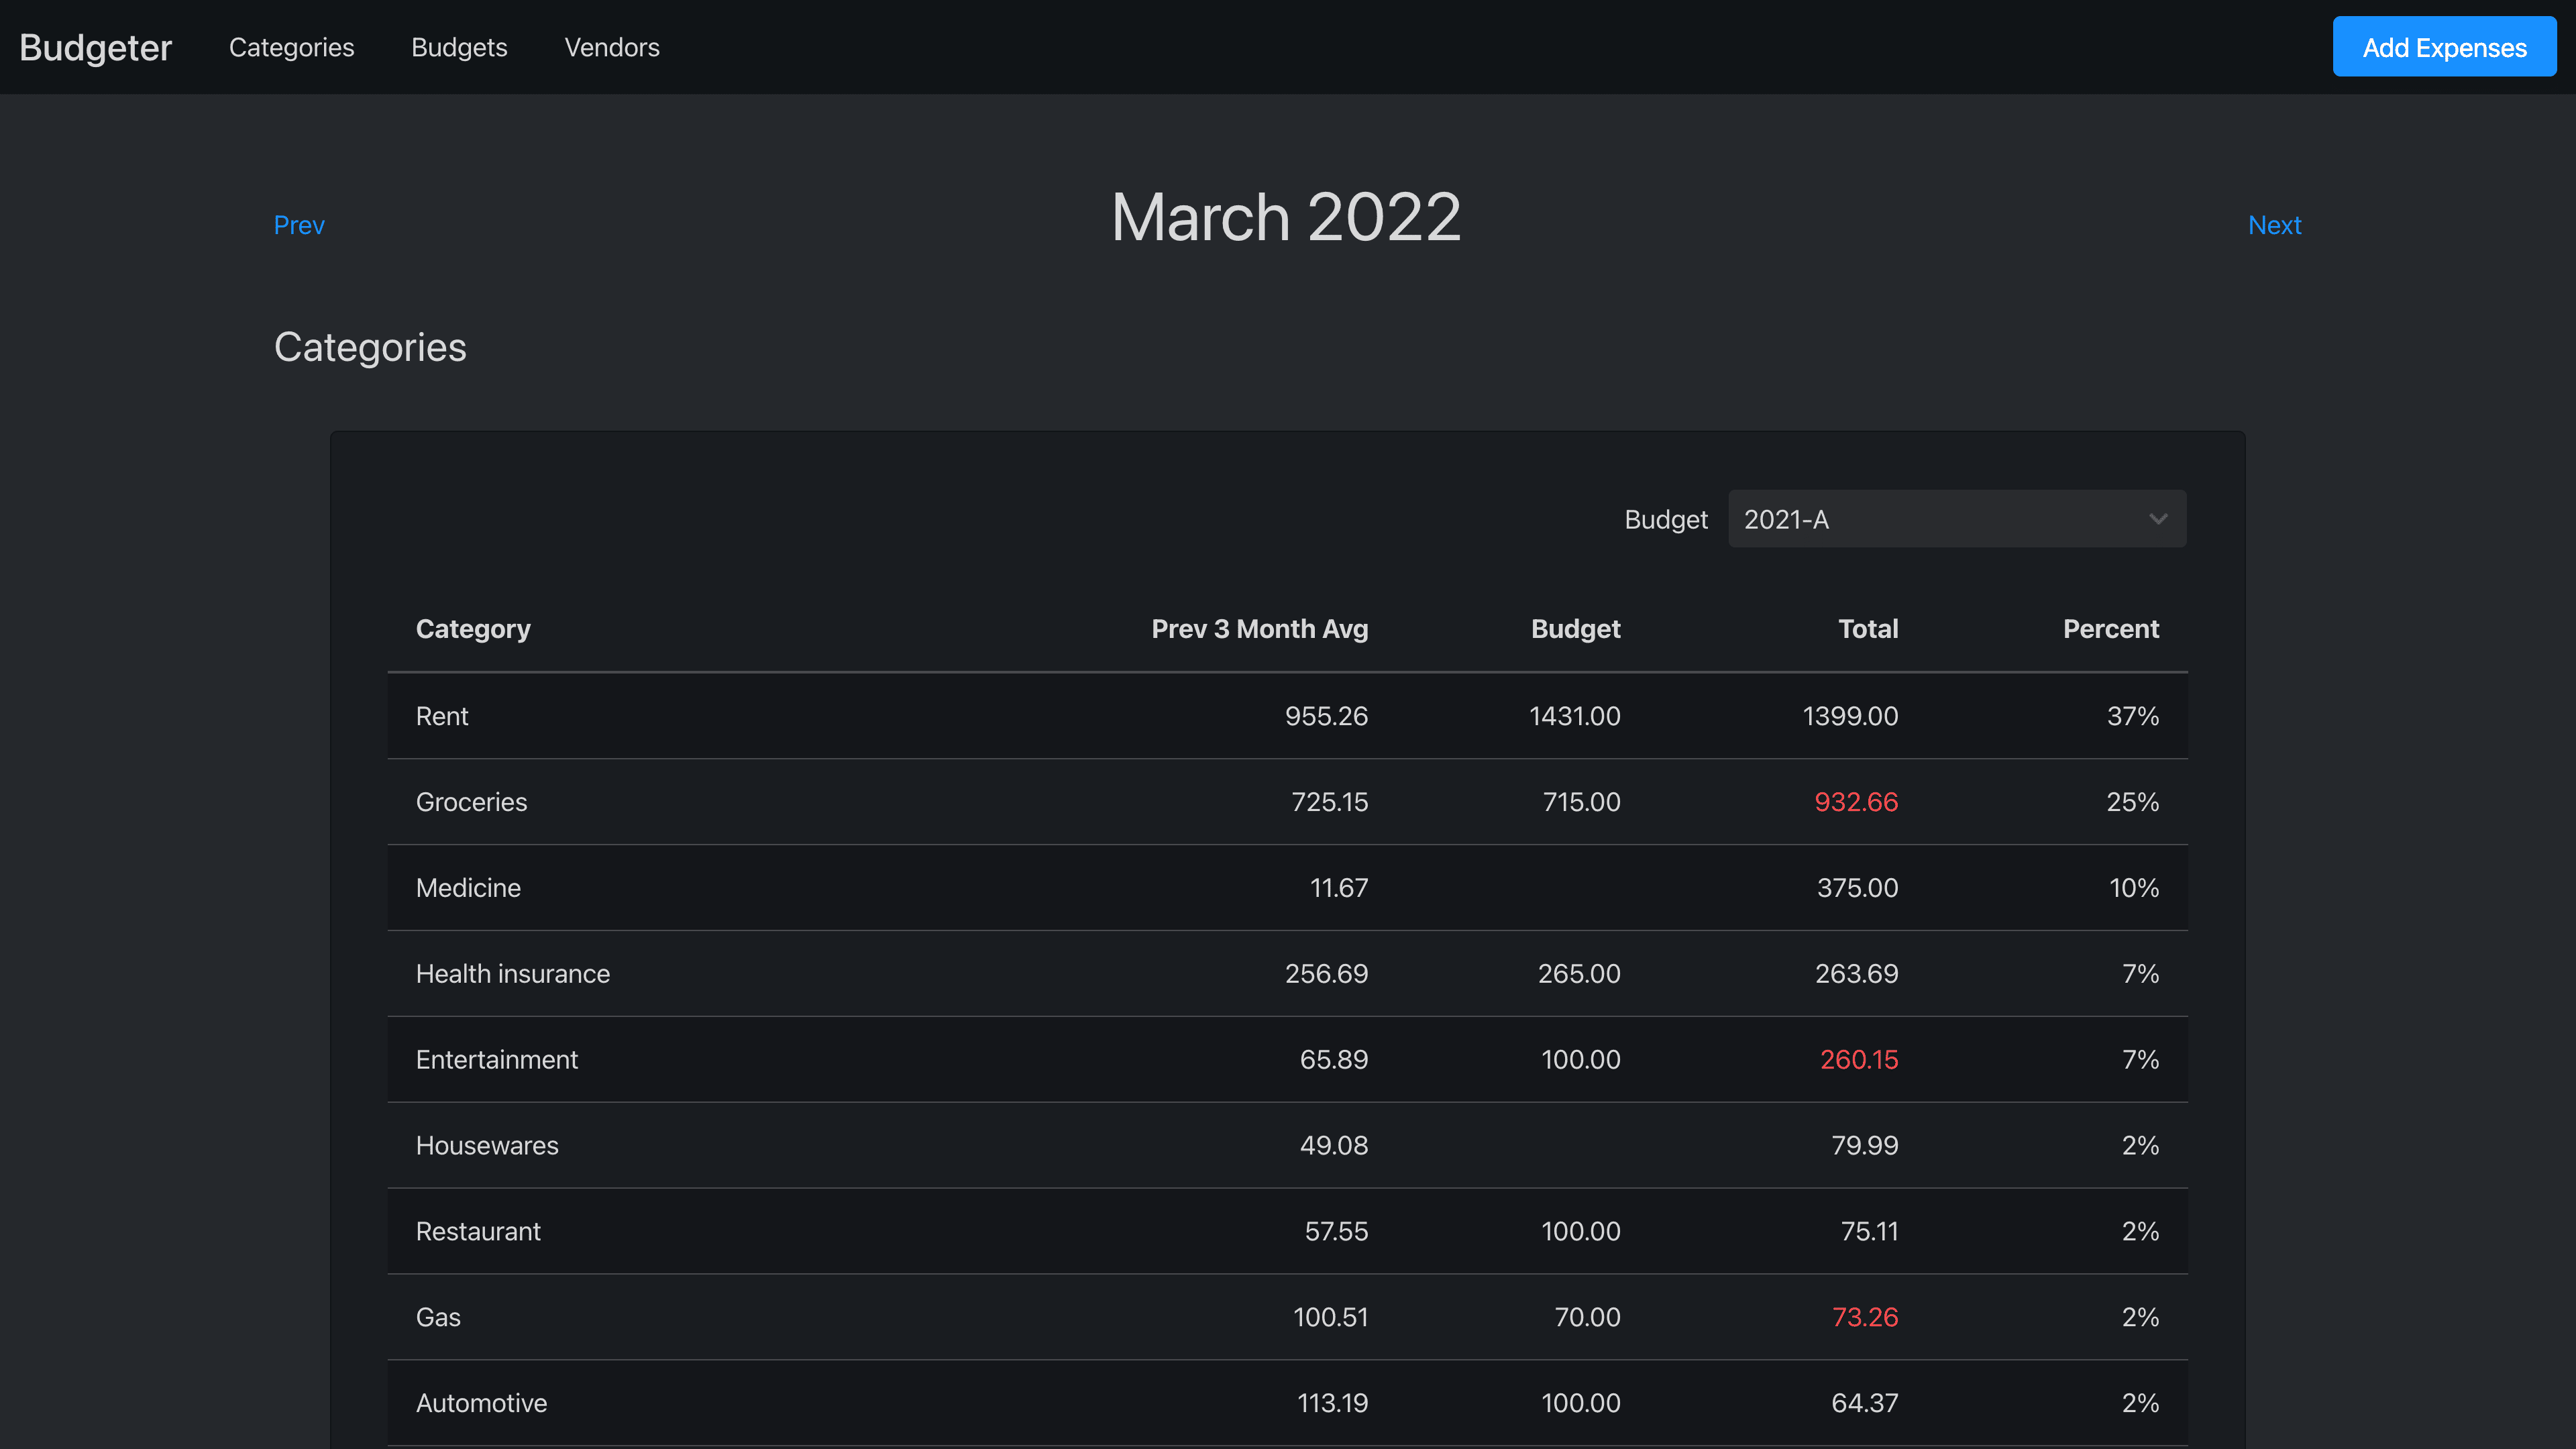 Budgeter Categories Budgets Vendors Add Expenses
Prev March 2022 Next
Categories
Budget 2021-A
Category Prev 3 Month Avg Budget Total Percent
Rent 955.26 1431.00 1399.00 37%
Groceries 725.15 715.00 932.66 25%
Medicine 11.67 375.00 10%
Health insurance 256.69 265.00 263.69 7%
Entertainment 65.89 100.00 260.15 7%
Housewares 49.08 79.99 2%
Restaurant 57.55 100.00 75.11 2%
Gas 100.51 70.00 73.26 2%
Automotive 113.19 100.00 64.37 2%